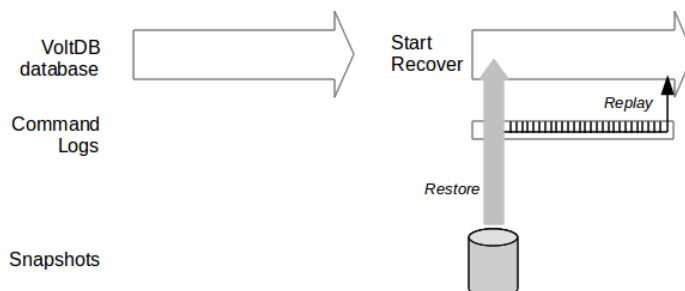 VoltDB
database
Start
Recover
Replay
Command
Logs
Restore
Snapshots